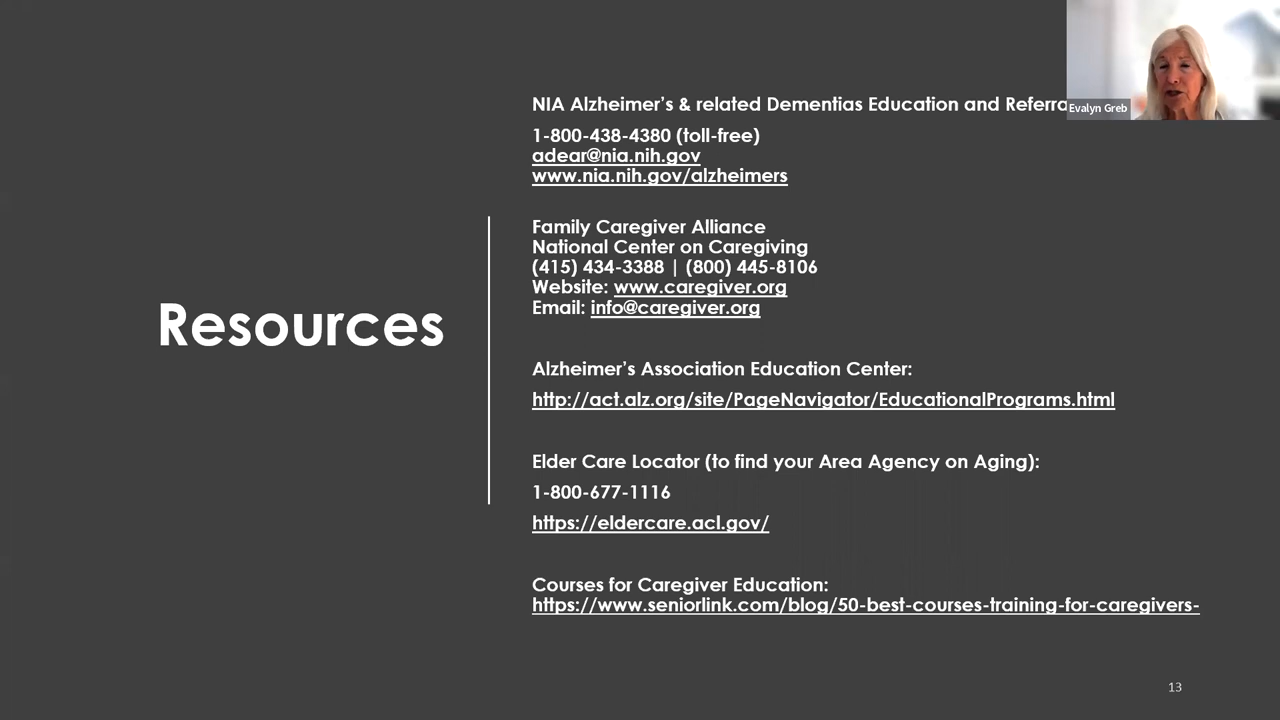 NIA Alzheimer's & related Dementias Education and
Evalyn Greb
1-800-438-4380 (toll-free)
adear@nia.nih.gov
www.nia.nih.gov/alzheimers
Family Caregiver Alliance
National Center on Caregiving
(415) 434-3388 | (800) 445-8106
Website: www.caregiver.org
Email: info@caregiver.org
Resources
Alzheimer's Association Education Center:
http://act.alz.org/site/PageNavigator/EducationalPrograms.html
Elder Care Locator (to find your Area Agency on Aging):
1-800-677-1116
https://eldercare.acl.gov/
Courses for Caregiver Education:
https://www.seniorlink.com/blog/50-best-courses-training-for-caregivers-
13